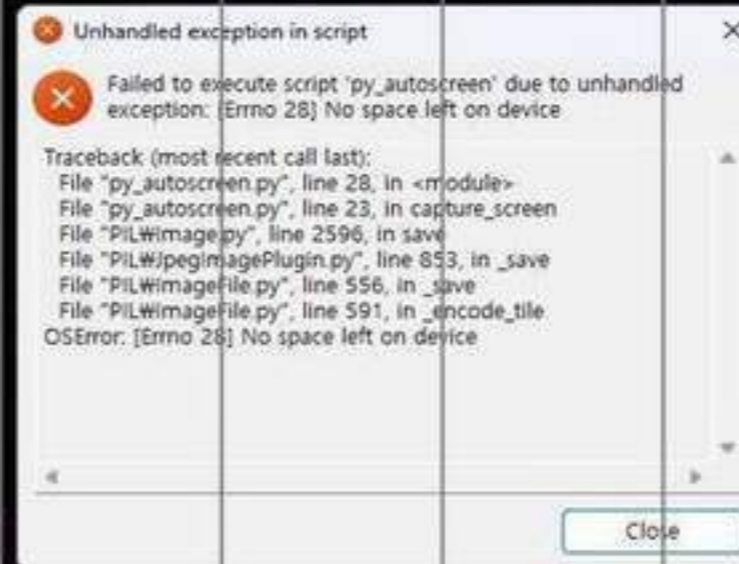 Unhandled exception in script
Failed to execute script 'py_autoscreen' due to unhandled
exception: [Errno 28] No space left on device
Traceback (most recent call last):
File "py_autoscreen.py", line 28, in <module>
File "py_autoscreen.py", line 23, in capture_screen
File "PIL₩Image.py", line 2596, in save
File "PIL₩JpegImagePlugin.py", line 853, in _save
File "PIL₩ImageFile.py", line 556, in _save
File "PIL₩ImageFile.py", line 591, in _encode_tile
OSError: [Errno 28] No space left on device
Close